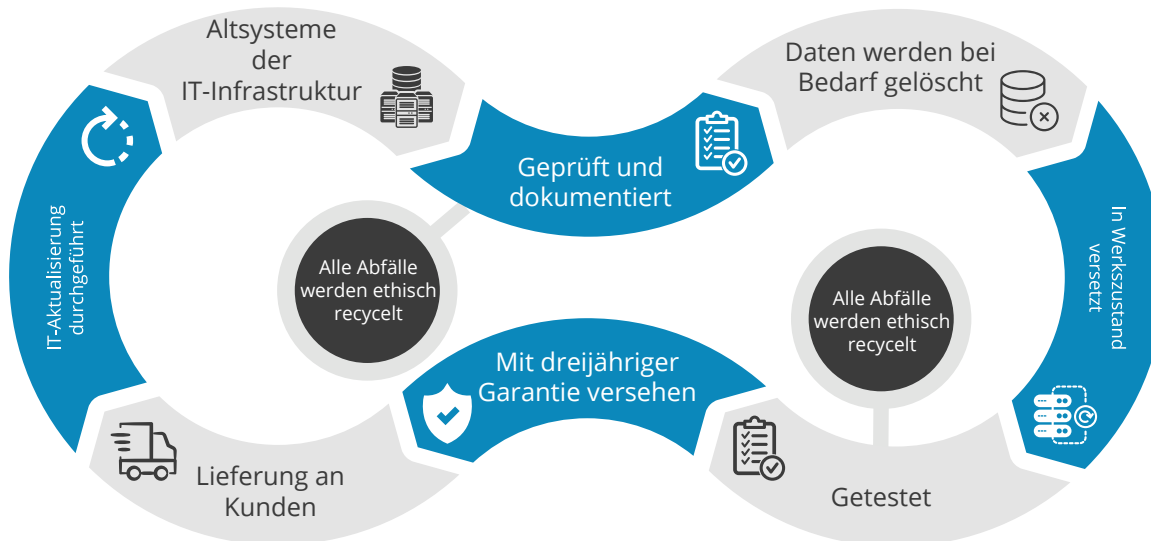 Altsysteme
der
IT-Infrastruktur
Geprüft und
dokumentiert
Daten werden bei
Bedarf gelöscht
In Werkszustand
versetzt
Getestet
Alle Abfälle
werden ethisch
recycelt
Mit dreijähriger
Garantie versehen
Lieferung an
Kunden
IT-Aktualisierung
durchgeführt
Alle Abfälle
werden ethisch
recycelt